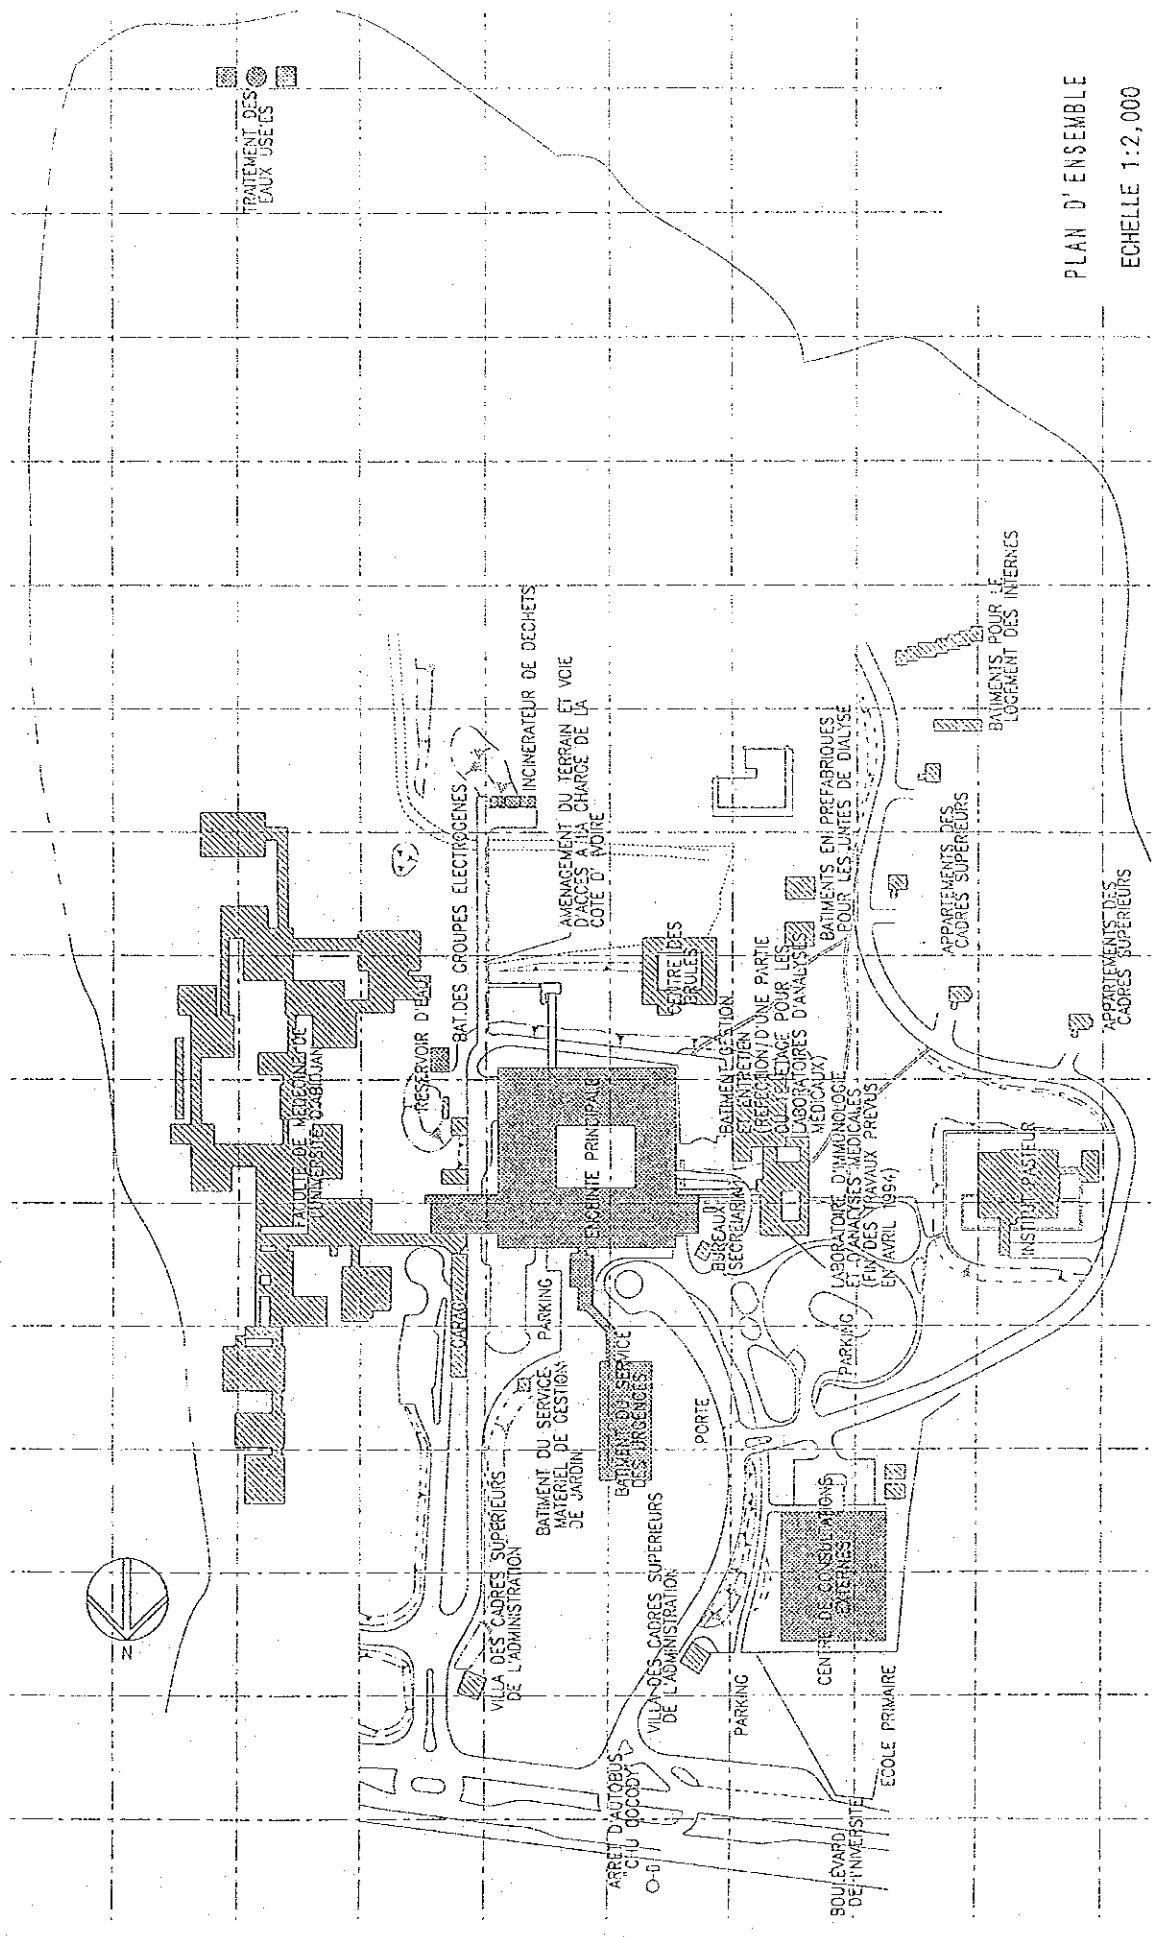 TRAITEMENT DES
EAUX USEES
PLAN D'ENSEMBLE
ECHELLE 1:2,000
FACULTE DE MEDECINE DE
L'UNIVERSITE D'ABIDJAN
RESERVOIR D'EAU
BAT.DES GROUPES ELECTROGENES
INCINERATEUR DE DECHETS
AMENAGEMENT DU TERRAIN ET VOIE
D'ACCES A LA CHARGE DE LA
COTE D' IVOIRE
CENTRE DES
BRULES
BATIMENTS EN PREFABRIQUES
POUR LES UNITES DE DIALYSE
BATIMENTS POUR LE
LOGEMENT DES INTERNES
APPARTEMENTS DES
CADRES SUPERIEURS
APPARTEMENTS DES
CADRES SUPERIEURS
BATIMENT GESTION
ET ENTRETIEN
(REFECTION D'UNE PARTIE
LABORATOIRES D'ANALYSES
MEDICAUX)
ENCEINTE PRINCIPALE
BUREAUX
SECRETARIAT
LABORATOIRE D'IMMUNOLOGIE
ET D'ANALYSES MEDICALES
(FIN DES TRAVAUX PREVUS
EN AVRIL 1994)
INSTITUT PASTEUR
GARAGE
PARKING
PARKING
BATIMENT DU SERVICE
MATERIEL DE GESTION
DE JARDIN
BATIMENT DU SERVICE
DES URGENCES
PORTE
VILLA DES CADRES SUPERIEURS
DE L'ADMINISTRATION
VILLA DES CADRES SUPERIEURS
DE L'ADMINISTRATION
CENTRE DE CONSULTATIONS
EXTERNES
PARKING
ECOLE PRIMAIRE
ARRET D'AUTOBUS
"CHU COCODY"
BOULEVARD
DE L'UNIVERSITE
N